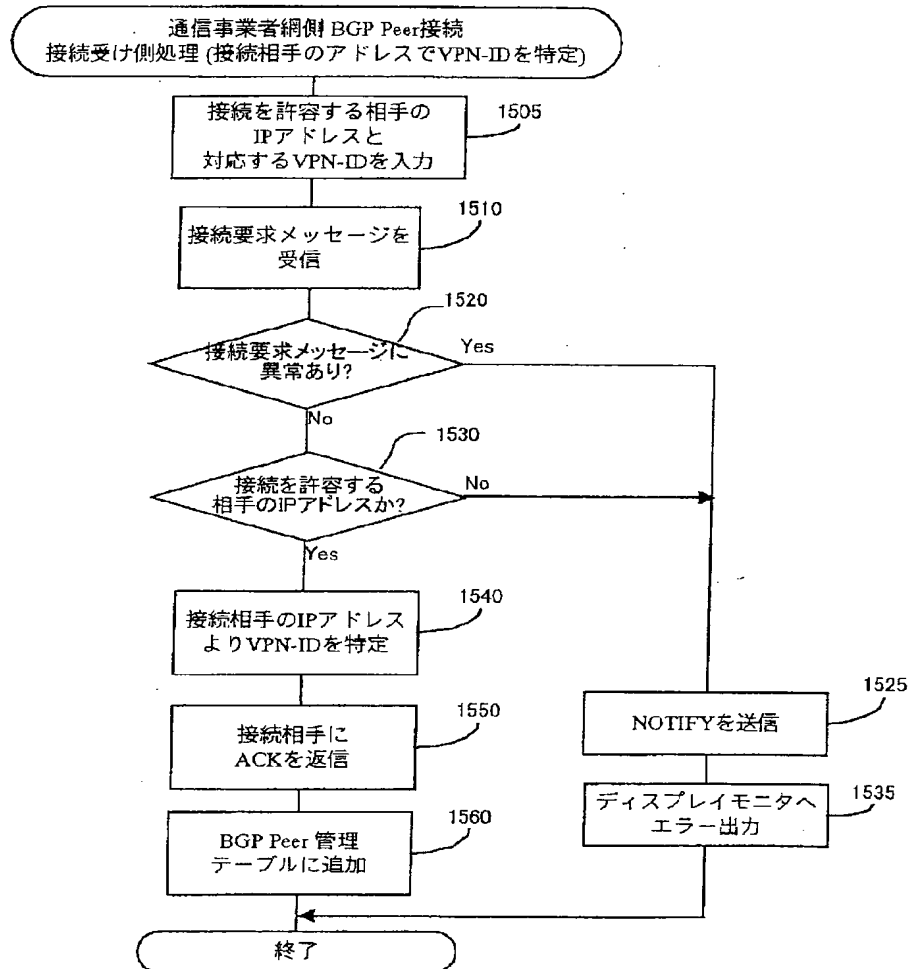 通信事業者網側 BGP Peer接続
接続受け側処理 (接続相手のアドレスでVPN-IDを特定)
接続を許容する相手の
IPアドレスと
対応するVPN-IDを入力
1505
接続要求メッセージを
受信
1510
接続要求メッセージに
異常あり?
1520
Yes
No
接続を許容する
相手のIPアドレスか?
1530
No
Yes
接続相手のIPアドレス
よりVPN-IDを特定
1540
接続相手に
ACKを返信
1550
NOTIFYを送信
1525
ディスプレイモニタへ
エラー出力
1535
BGP Peer 管理
テーブルに追加
1560
終了